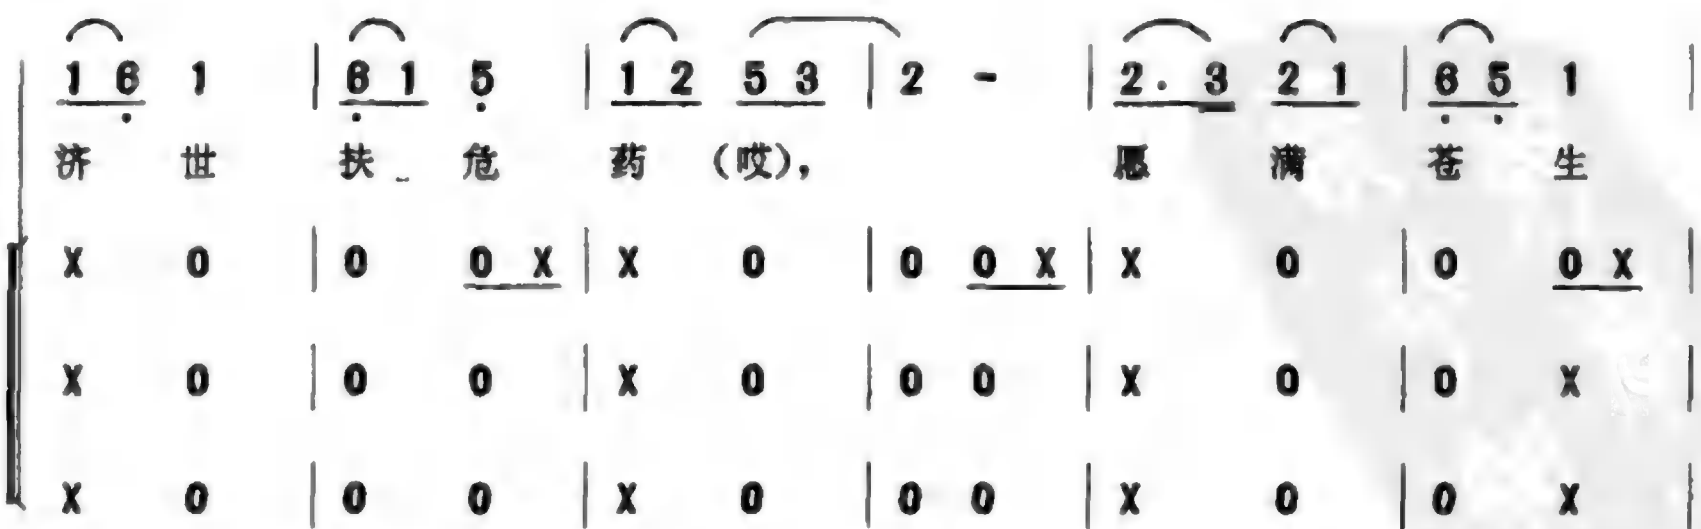 1 6̣ 1 | 6̣ 1 5̣ | 1 2 5 3 | 2 - | 2. 3 2 1 | 6̣ 5̣ 1 |
济 世 扶 危 药 (哎), 愿 满 苍 生
X 0 | 0 0 X | X 0 | 0 0 X | X 0 | 0 0 X |
X 0 | 0 0 | X 0 | 0 0 | X 0 | 0 X |
X 0 | 0 0 | X 0 | 0 0 | X 0 | 0 X |